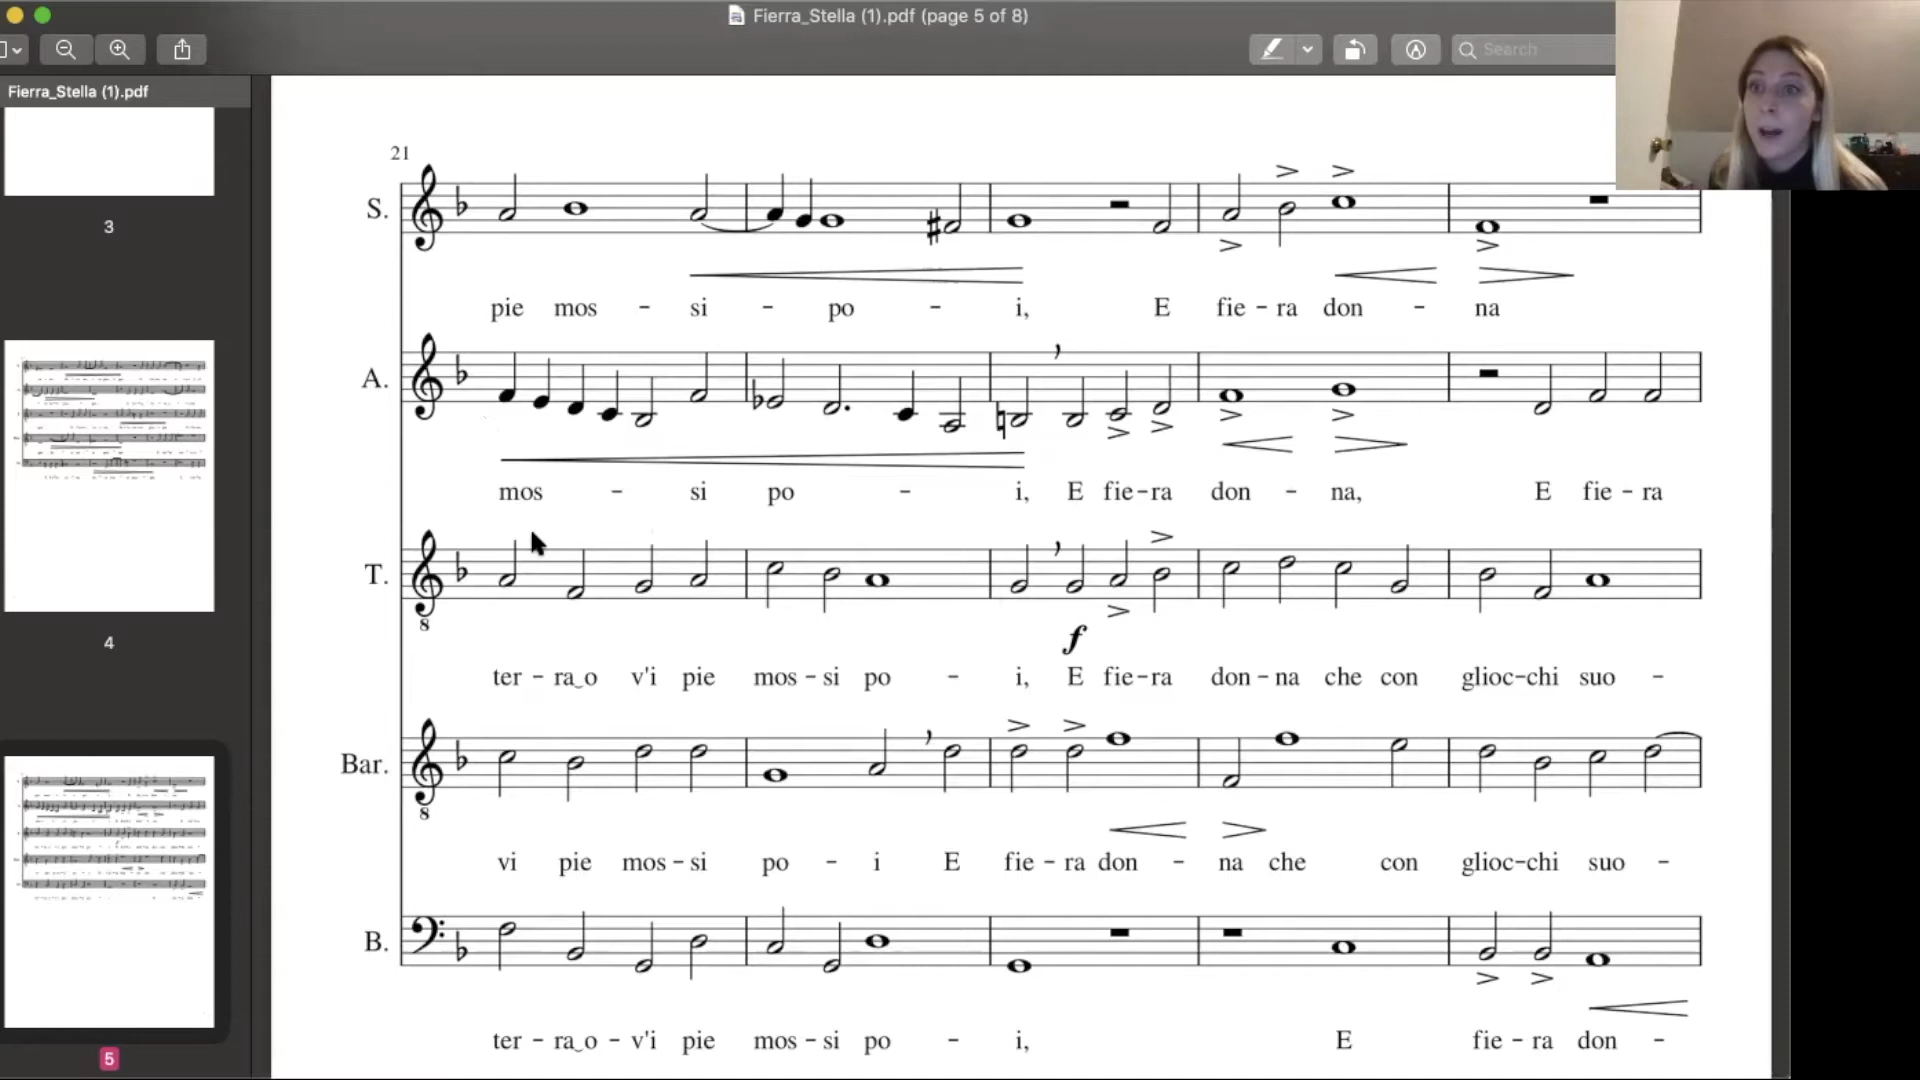 Fierra_Stella (1).pdf (page 5 of 8)
Search
Fierra_Stella (1).pdf
3
4
5
21
S.
pie mos - si - po - i, E fie - ra don - na
A.
mos - si po - i, E fie - ra don - na, E fie - ra
T.
8
f
ter - ra‿o v'i pie mos - si po - i, E fie - ra don - na che con glioc - chi suo -
Bar.
8
vi pie mos - si po - i E fie - ra don - na che con glioc - chi suo -
B.
ter - ra‿o - v'i pie mos - si po - i, E fie - ra don -